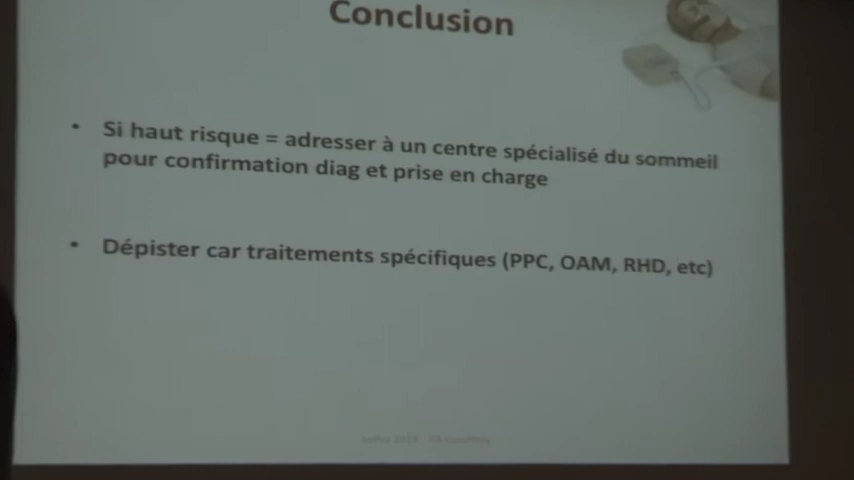 Conclusion
• Si haut risque = adresser à un centre spécialisé du sommeil
pour confirmation diag et prise en charge
• Dépister car traitements spécifiques (PPC, OAM, RHD, etc)